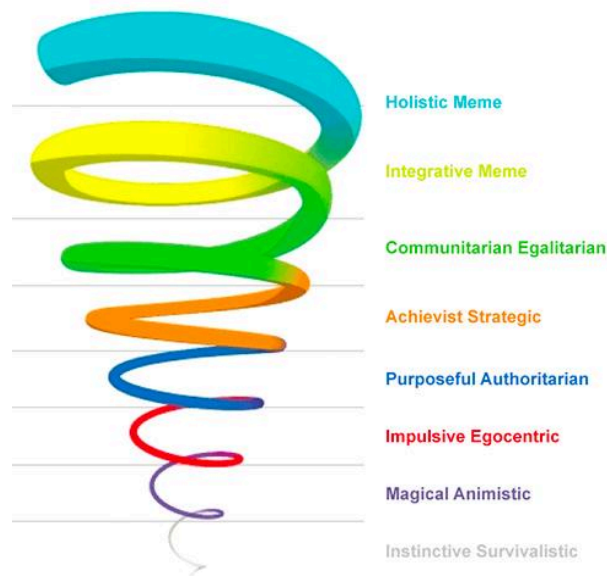 Holistic Meme
Integrative Meme
Communitarian Egalitarian
Achievist Strategic
Purposeful Authoritarian
Impulsive Egocentric
Magical Animistic
Instinctive Survivalistic